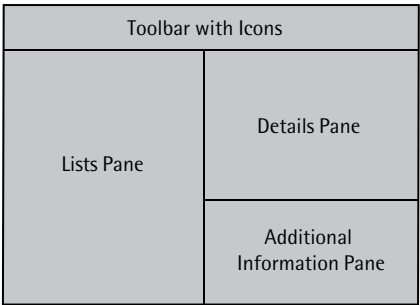 Toolbar with Icons
Lists Pane
Details Pane
Additional
Information Pane